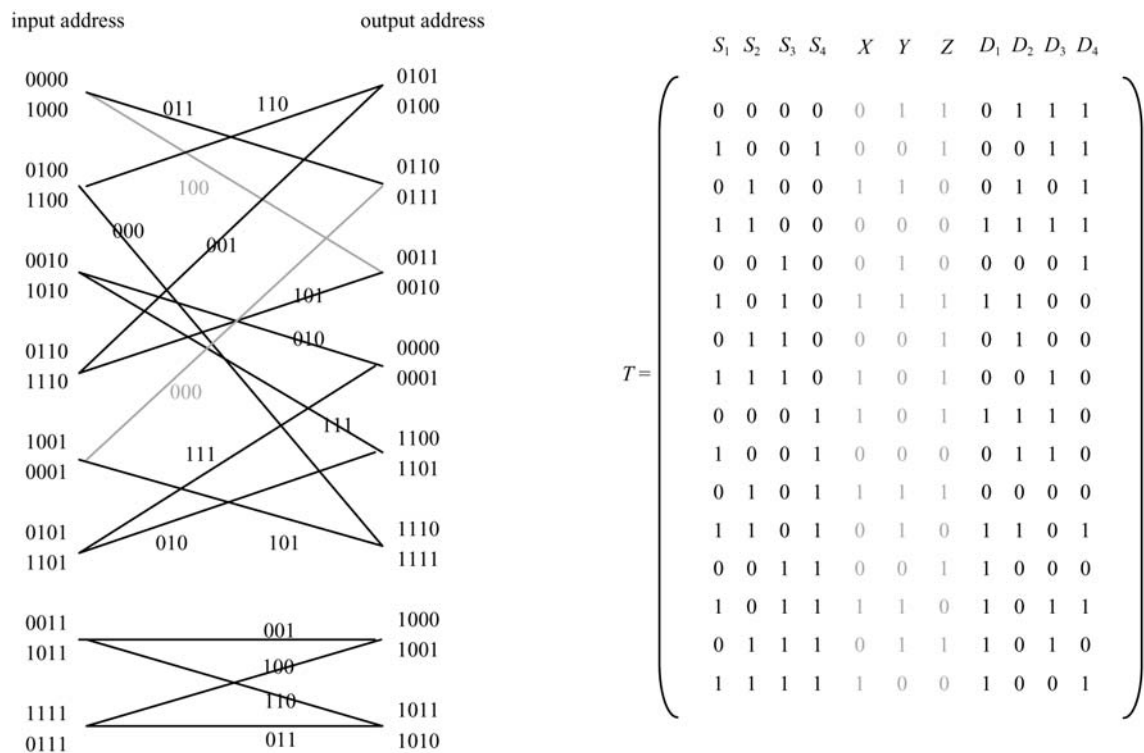 input address output address
0000 0101
1000 0100
011 110
0100 0110
1100 0111
100
000 001
0010 0011
1010 0010
101
010
0110 0000
1110 0001
000
111
1001 1100
0001 1101
111
0101 1110
1101 1111
010 101
0011 1000
1011 1001
001
100
110
1111 1011
0111 1010
011
S1 S2 S3 S4 X Y Z D1 D2 D3 D4
0 0 0 0 0 1 1 0 1 1 1
1 0 0 1 0 0 1 0 0 1 1
0 1 0 0 1 1 0 0 1 0 1
1 1 0 0 0 0 0 1 1 1 1
0 0 1 0 0 1 0 0 0 0 1
1 0 1 0 1 1 1 1 1 0 0
0 1 1 0 0 0 1 0 1 0 0
T = 1 1 1 0 1 0 1 0 0 1 0
0 0 0 1 1 0 1 1 1 1 0
1 0 0 1 0 0 0 0 1 1 0
0 1 0 1 1 1 1 0 0 0 0
1 1 0 1 0 1 0 1 1 0 1
0 0 1 1 0 0 1 1 0 0 0
1 0 1 1 1 1 0 1 0 1 1
0 1 1 1 0 1 1 1 0 1 0
1 1 1 1 1 0 0 1 0 0 1